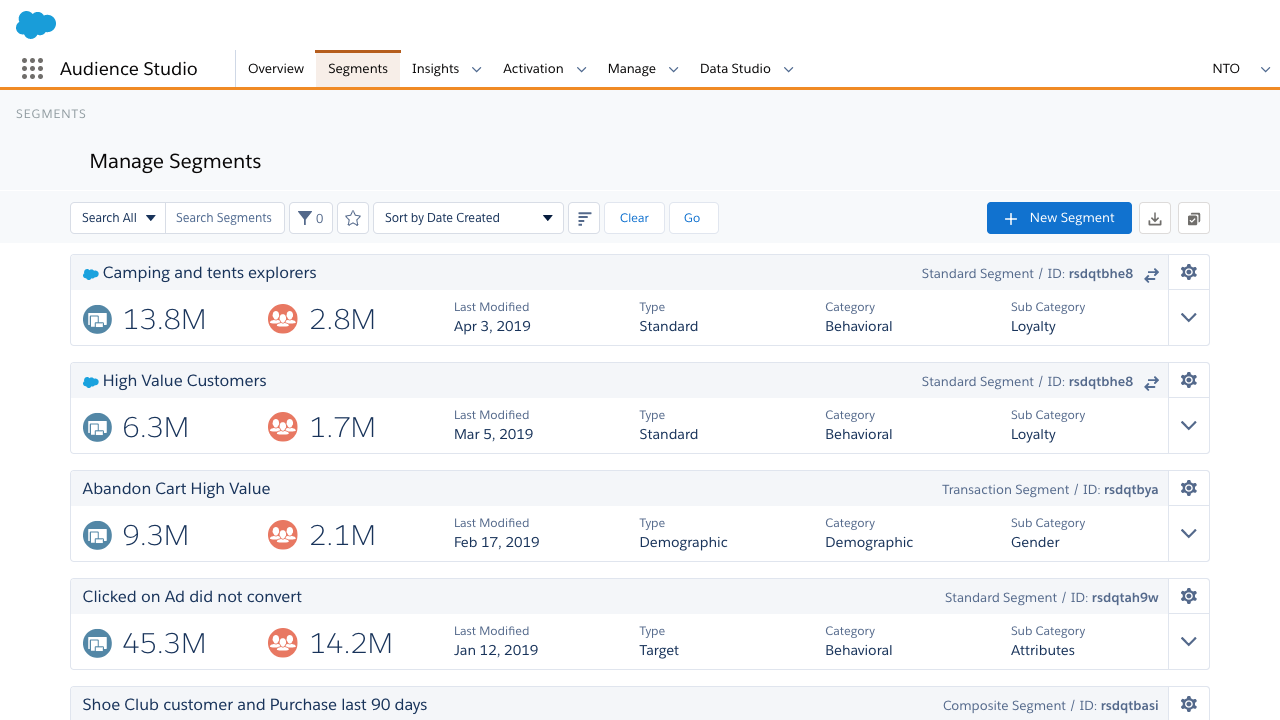 Audience Studio Overview Segments Insights Activation Manage Data Studio NTO
SEGMENTS
Manage Segments
Search All Search Segments 0 Sort by Date Created Clear Go + New Segment
Camping and tents explorers Standard Segment / ID: rsdqtbhe8
13.8M 2.8M
Last Modified Type Category Sub Category
Apr 3, 2019 Standard Behavioral Loyalty
High Value Customers Standard Segment / ID: rsdqtbhe8
6.3M 1.7M
Last Modified Type Category Sub Category
Mar 5, 2019 Standard Behavioral Loyalty
Abandon Cart High Value Transaction Segment / ID: rsdqtbya
9.3M 2.1M
Last Modified Type Category Sub Category
Feb 17, 2019 Demographic Demographic Gender
Clicked on Ad did not convert Standard Segment / ID: rsdqtah9w
45.3M 14.2M
Last Modified Type Category Sub Category
Jan 12, 2019 Target Behavioral Attributes
Shoe Club customer and Purchase last 90 days Composite Segment / ID: rsdqtbasi